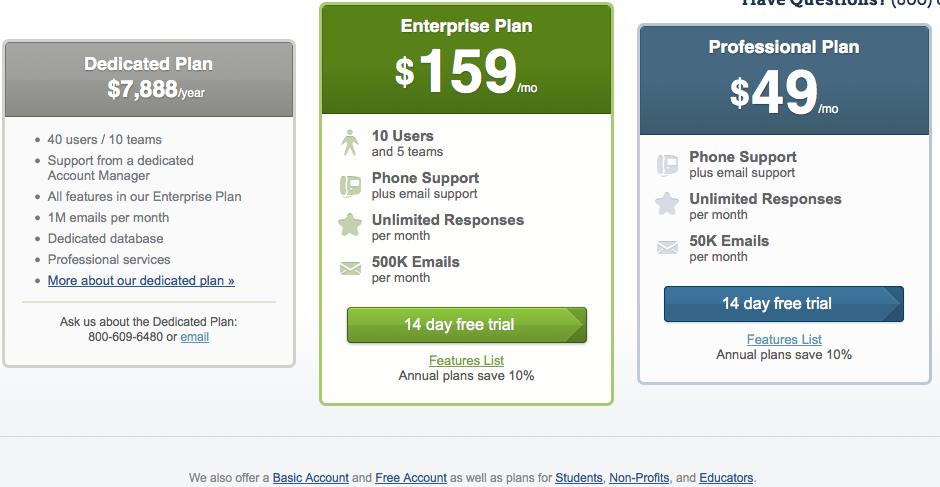 Have Questions? (800)
Dedicated Plan
$7,888/year
• 40 users / 10 teams
• Support from a dedicated
Account Manager
• All features in our Enterprise Plan
• 1M emails per month
• Dedicated database
• Professional services
• More about our dedicated plan »
Ask us about the Dedicated Plan:
800-609-6480 or email
Enterprise Plan
$159/mo
10 Users
and 5 teams
Phone Support
plus email support
Unlimited Responses
per month
500K Emails
per month
14 day free trial
Features List
Annual plans save 10%
Professional Plan
$49/mo
Phone Support
plus email support
Unlimited Responses
per month
50K Emails
per month
14 day free trial
Features List
Annual plans save 10%
We also offer a Basic Account and Free Account as well as plans for Students, Non-Profits, and Educators.